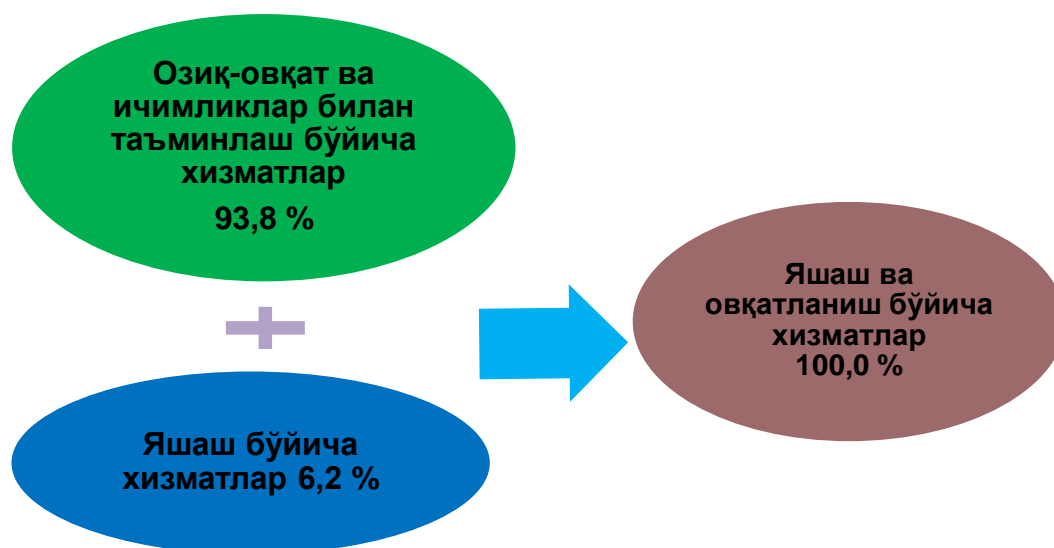 Озиқ-овқат ва
ичимликлар билан
таъминлаш бўйича
хизматлар
93,8 %
Яшаш бўйича
хизматлар 6,2 %
Яшаш ва
овқатланиш бўйича
хизматлар
100,0 %